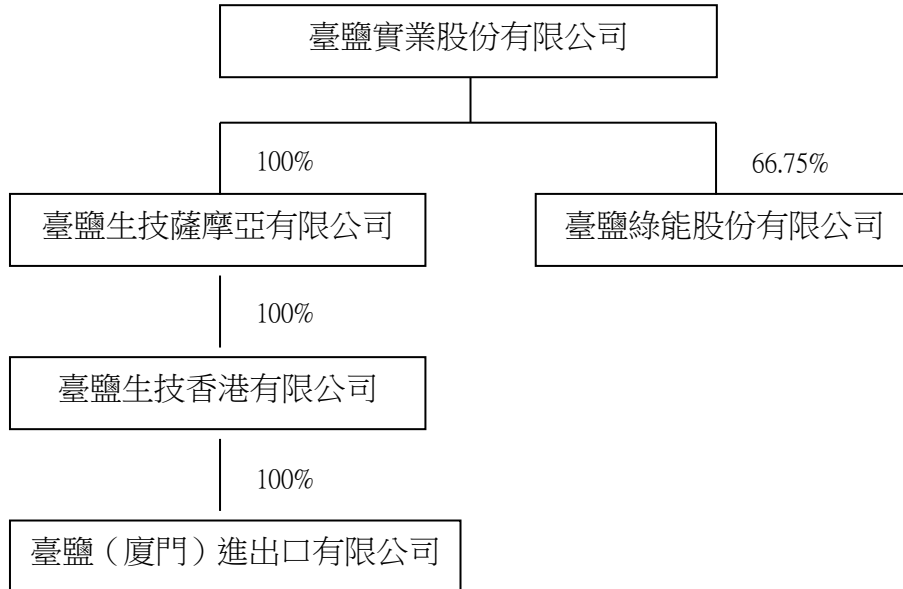 臺鹽實業股份有限公司
100%
66.75%
臺鹽生技薩摩亞有限公司
臺鹽綠能股份有限公司
100%
臺鹽生技香港有限公司
100%
臺鹽（廈門）進出口有限公司